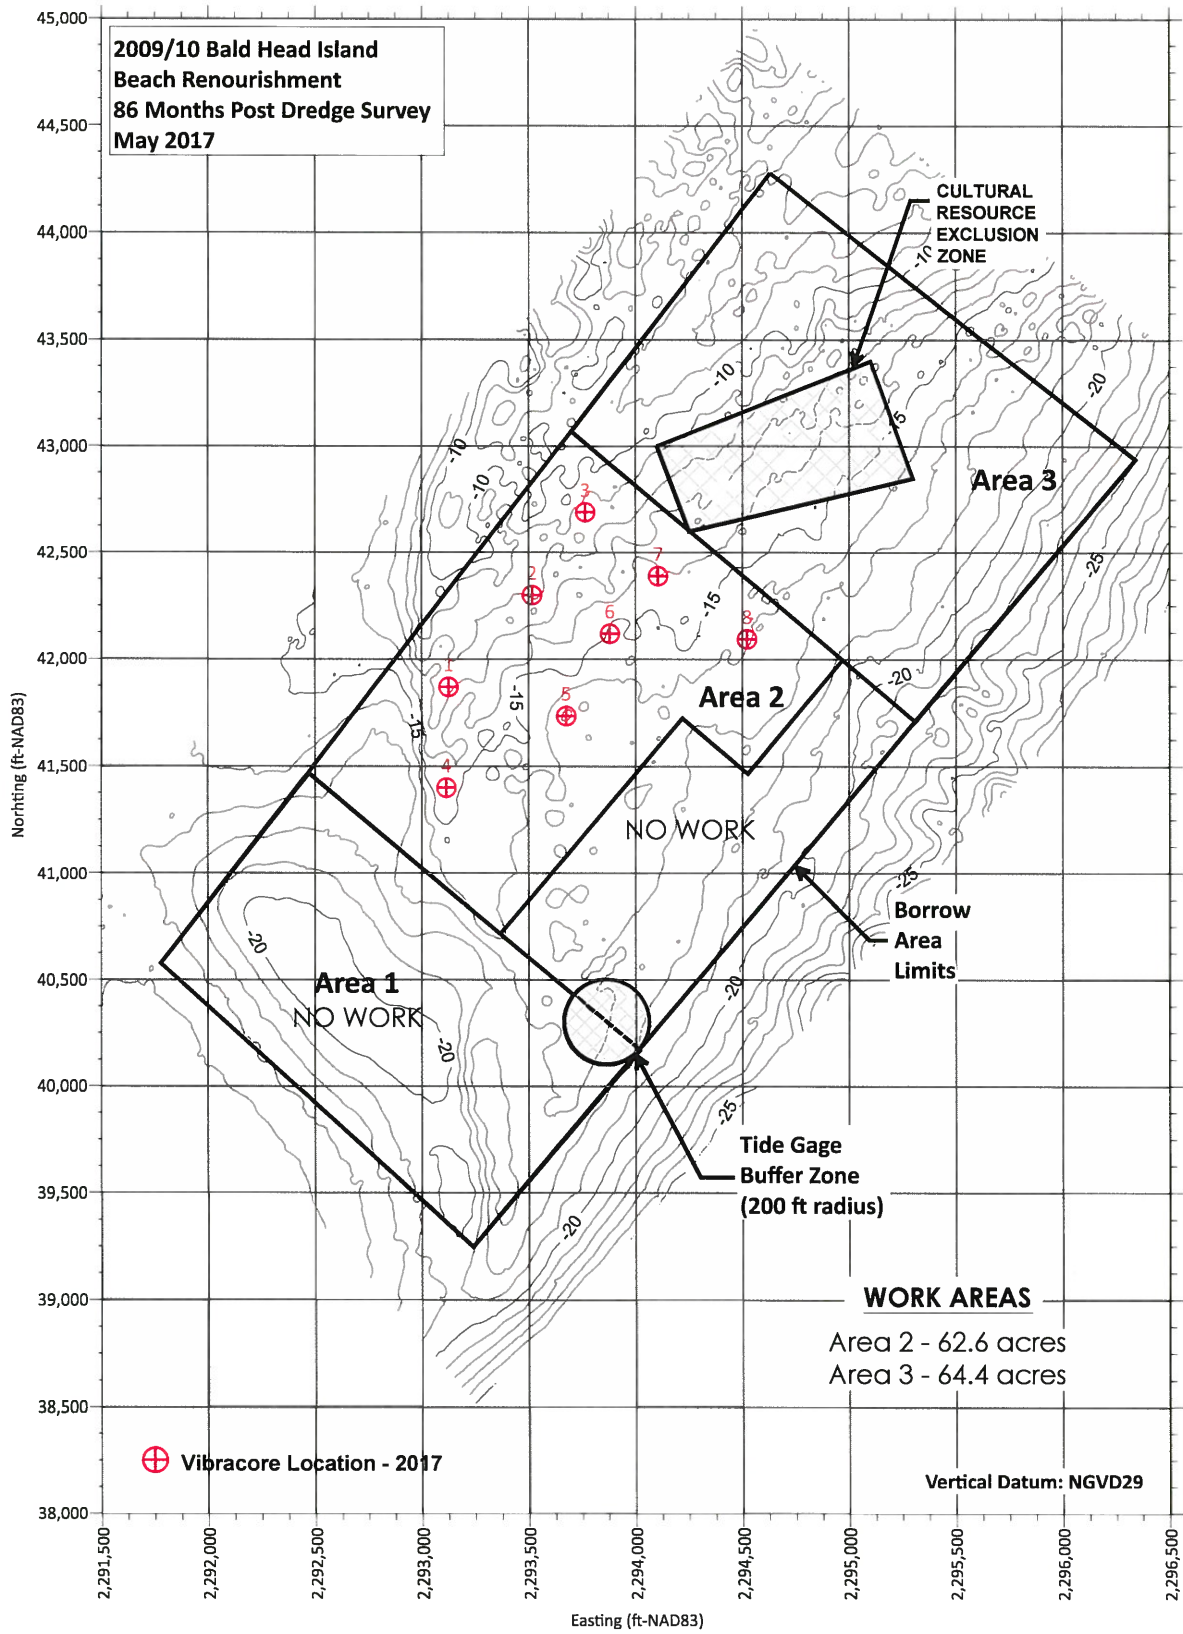 2009/10 Bald Head Island
Beach Renourishment
86 Months Post Dredge Survey
May 2017
45,000
44,500
44,000
43,500
43,000
42,500
42,000
41,500
41,000
40,500
40,000
39,500
39,000
38,500
38,000
Norhting (ft-NAD83)
CULTURAL
RESOURCE
EXCLUSION
ZONE
-10
-10
-20
-15
-10
-10
Area 3
3
-25
7
2
-15
6
8
1
-20
5
Area 2
-15
-15
4
NO WORK
-25
Borrow
Area
Limits
-20
Area 1
NO WORK
-20
-20
-25
Tide Gage
Buffer Zone
(200 ft radius)
-20
WORK AREAS
Area 2 - 62.6 acres
Area 3 - 64.4 acres
Vibracore Location - 2017
Vertical Datum: NGVD29
2,291,500
2,292,000
2,292,500
2,293,000
2,293,500
2,294,000
2,294,500
2,295,000
2,295,500
2,296,000
2,296,500
Easting (ft-NAD83)